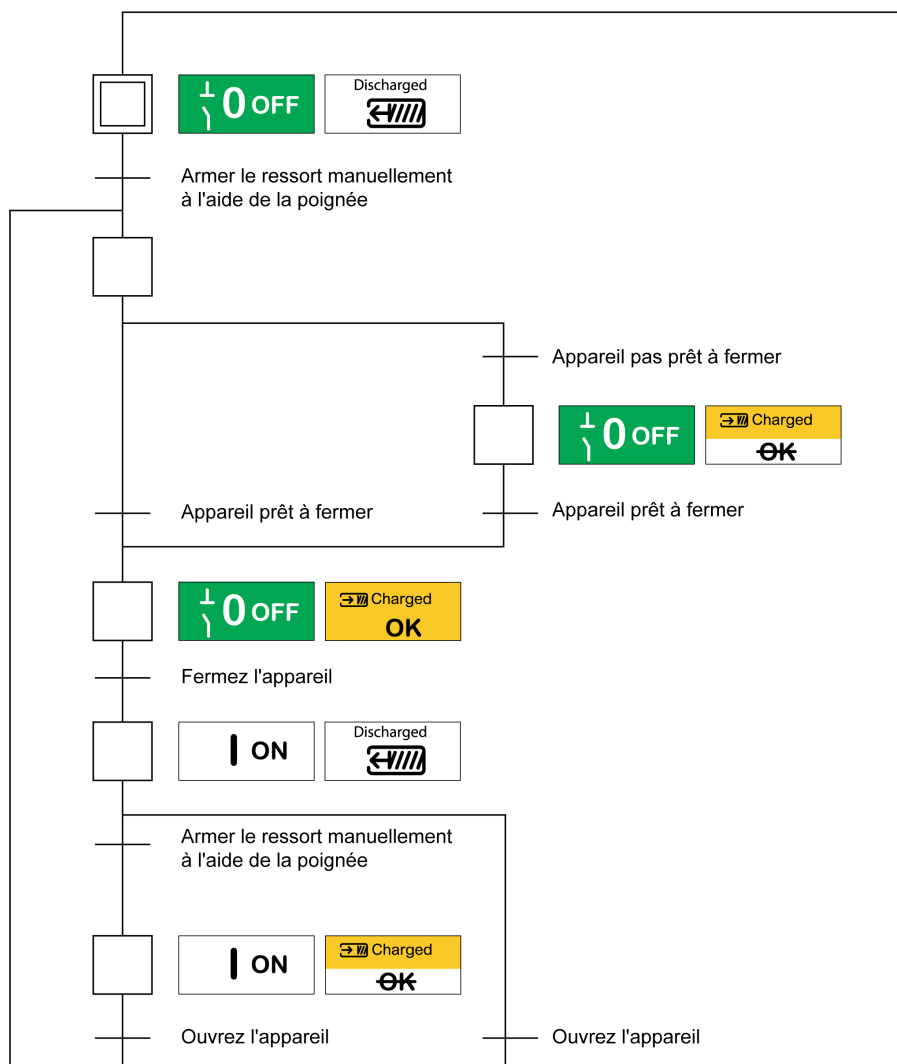 0 OFF
Discharged
Armer le ressort manuellement
à l'aide de la poignée
Appareil pas prêt à fermer
0 OFF
Charged
OK
Appareil prêt à fermer
Appareil prêt à fermer
0 OFF
Charged
OK
Fermez l'appareil
I ON
Discharged
Armer le ressort manuellement
à l'aide de la poignée
I ON
Charged
OK
Ouvrez l'appareil
Ouvrez l'appareil